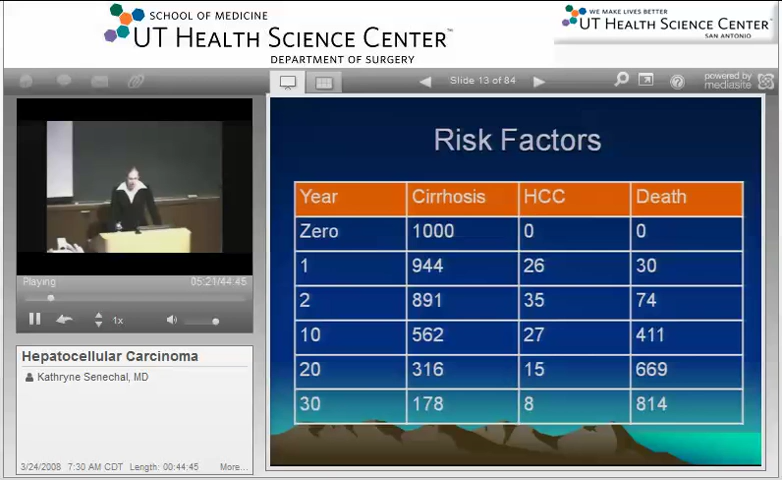 SCHOOL OF MEDICINE
UT HEALTH SCIENCE CENTER™
DEPARTMENT OF SURGERY
WE MAKE LIVES BETTER
UT HEALTH SCIENCE CENTER
SAN ANTONIO
Slide 13 of 84
powered by
mediasite
Playing
05:21/44:45
1x
Hepatocellular Carcinoma
Kathryne Senechal, MD
3/24/2008 7:30 AM CDT Length: 00:44:45 More...
Risk Factors
Year Cirrhosis HCC Death
Zero 1000 0 0
1 944 26 30
2 891 35 74
10 562 27 411
20 316 15 669
30 178 8 814